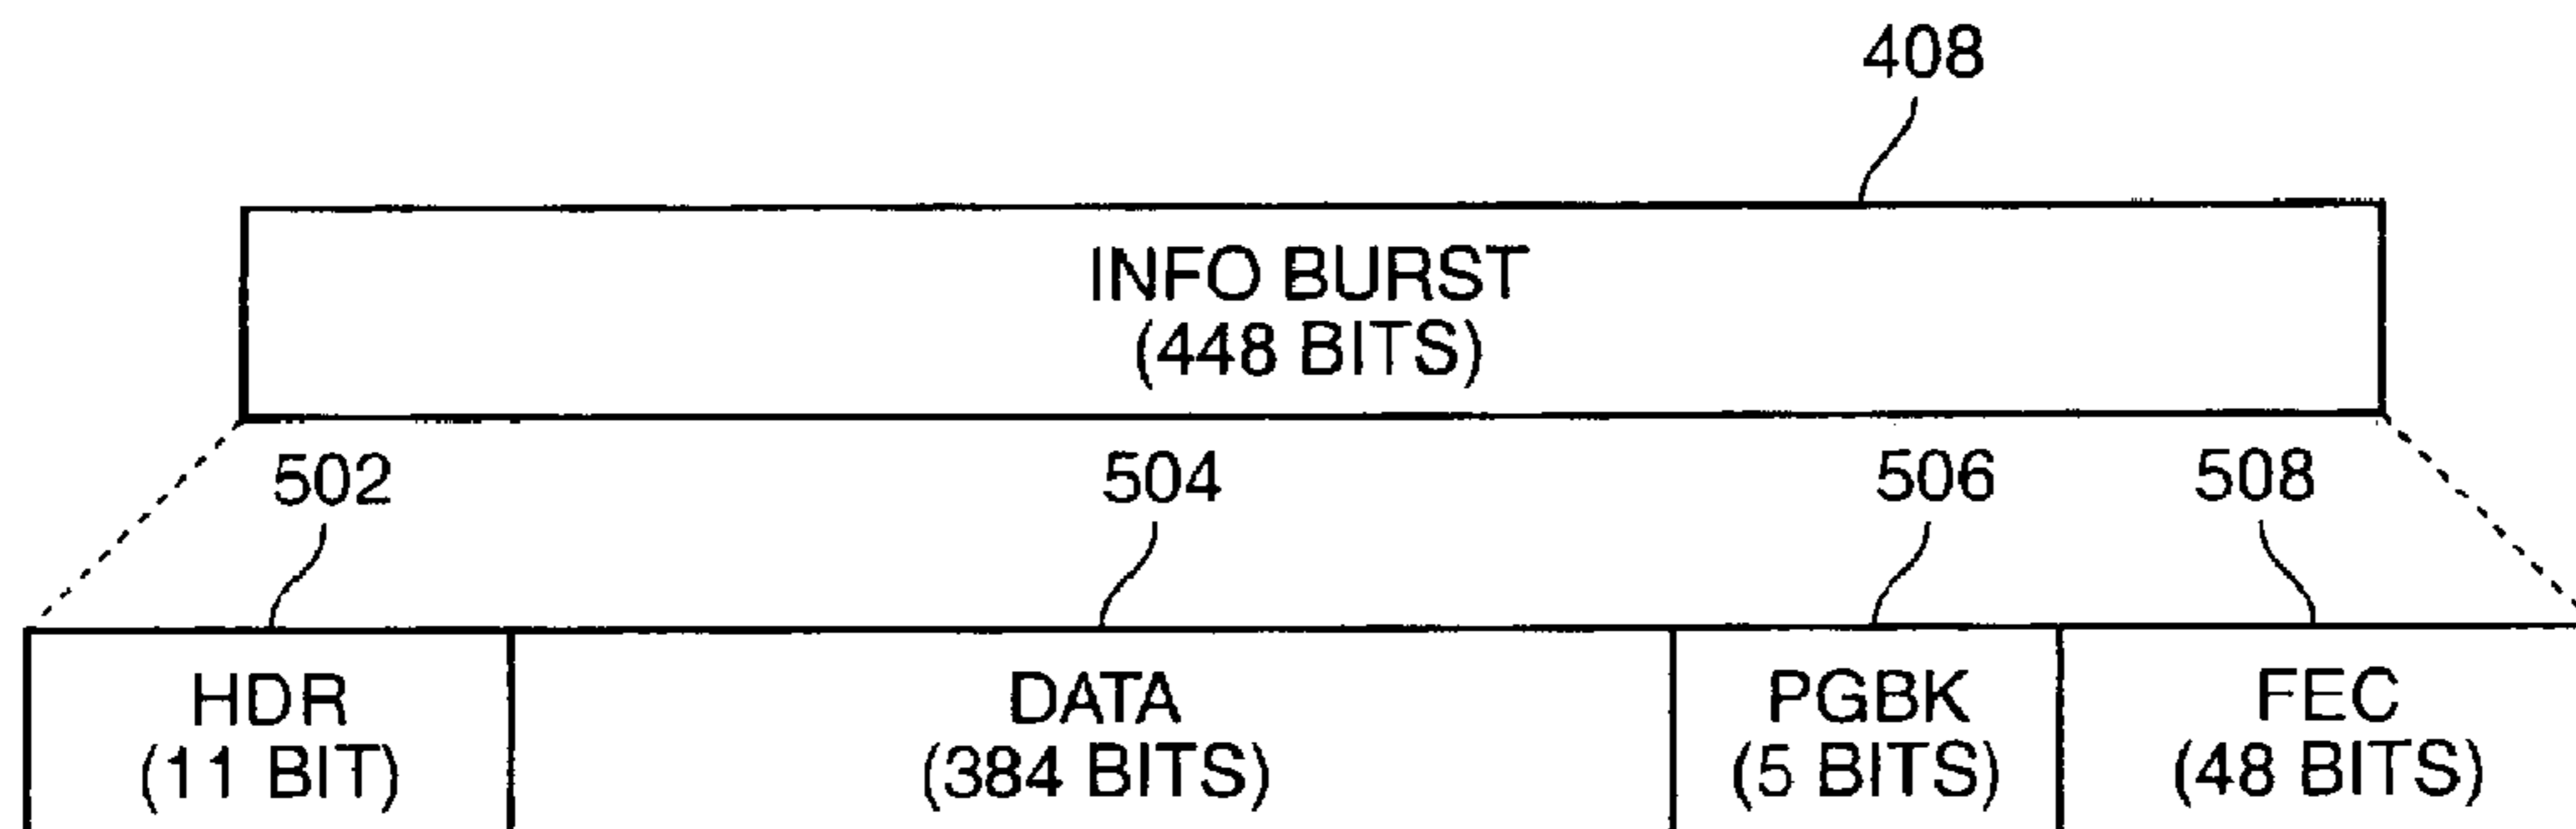 408
INFO BURST
(448 BITS)
502
504
506
508
HDR
(11 BIT)
DATA
(384 BITS)
PGBK
(5 BITS)
FEC
(48 BITS)